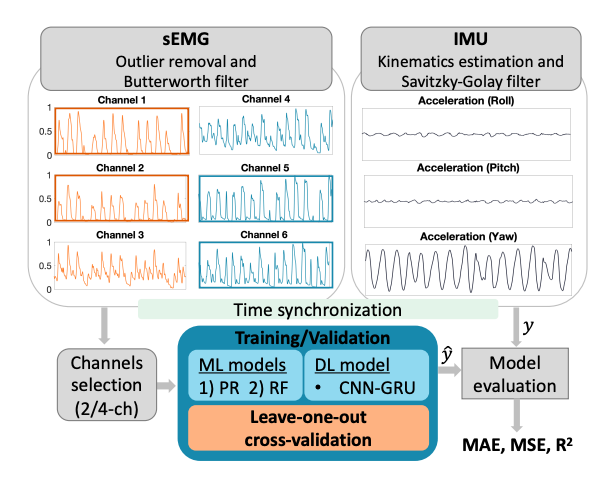 sEMG
Outlier removal and
Butterworth filter
IMU
Kinematics estimation and
Savitzky-Golay filter
Channel 1
1
0.5
0
Channel 4
Channel 2
1
0.5
0
Channel 5
Channel 3
1
0.5
0
Channel 6
Acceleration (Roll)
Acceleration (Pitch)
Acceleration (Yaw)
Time synchronization
Channels
selection
(2/4-ch)
Training/Validation
ML models
1) PR 2) RF
DL model
• CNN-GRU
Leave-one-out
cross-validation
ŷ
y
Model
evaluation
MAE, MSE, R²